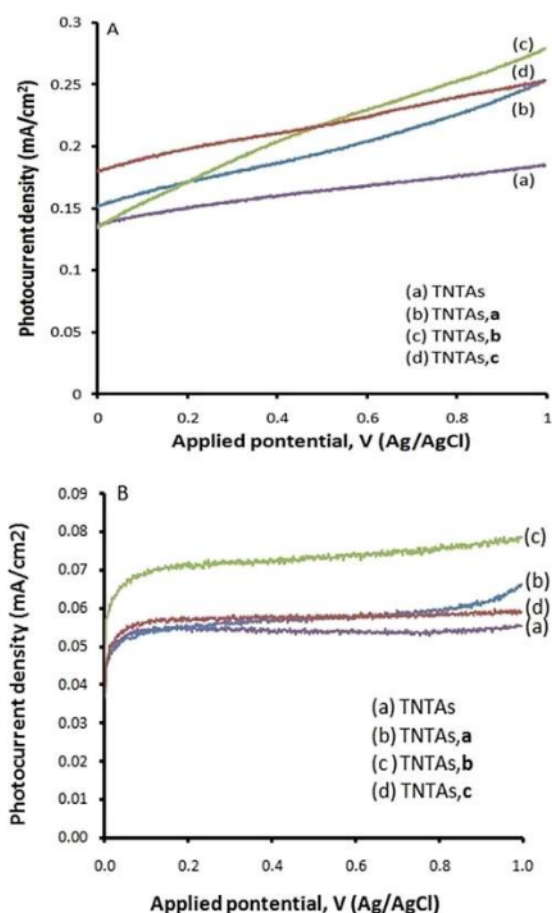 A
Photocurrent density (mA/cm²)
0.3
0.25
0.2
0.15
0.1
0.05
0
(c)
(d)
(b)
(a)
(a) TNTAs
(b) TNTAs,a
(c) TNTAs,b
(d) TNTAs,c
0 0.2 0.4 0.6 0.8 1
Applied pontential, V (Ag/AgCl)
B
Photocurrent density (mA/cm2)
0.09
0.08
0.07
0.06
0.05
0.04
0.03
0.02
0.01
0.00
(c)
(b)
(d)
(a)
(a) TNTAs
(b) TNTAs,a
(c) TNTAs,b
(d) TNTAs,c
0.0 0.2 0.4 0.6 0.8 1.0
Applied pontential, V (Ag/AgCl)